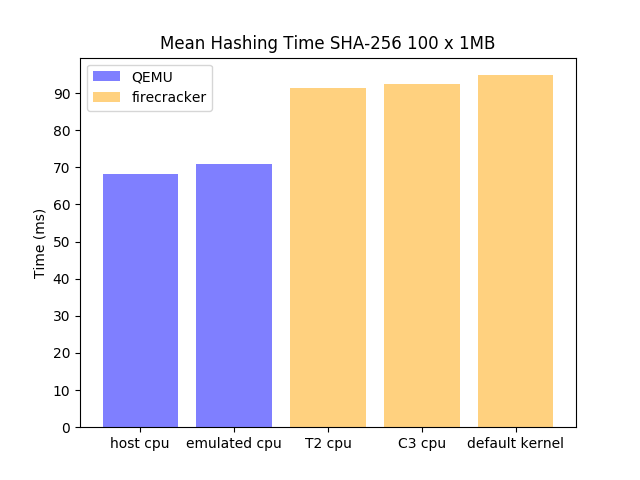 Mean Hashing Time SHA-256 100 x 1MB
QEMU
firecracker
Time (ms)
90
80
70
60
50
40
30
20
10
0
host cpu
emulated cpu
T2 cpu
C3 cpu
default kernel